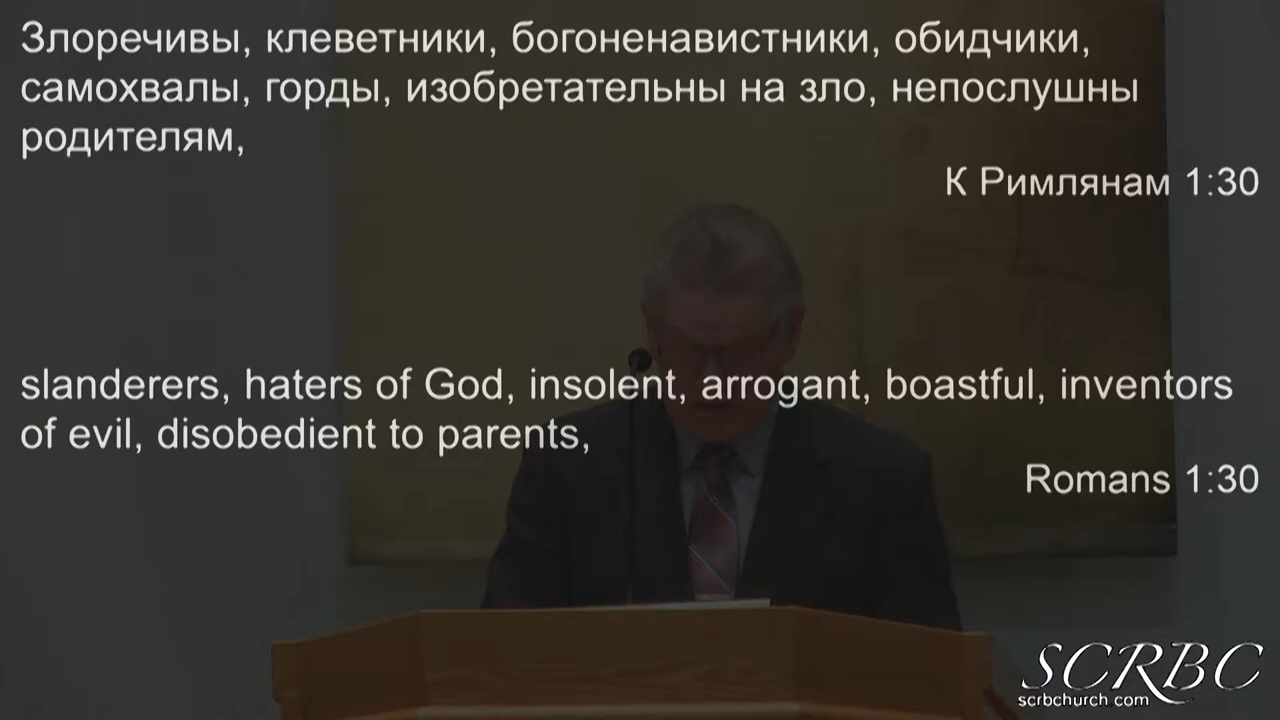 Злоречивы, клеветники, богоненавистники, обидчики,
самохвалы, горды, изобретательны на зло, непослушны
родителям,
К Римлянам 1:30
slanderers, haters of God, insolent, arrogant, boastful, inventors
of evil, disobedient to parents,
Romans 1:30
SCRBC
scrbchurch.com